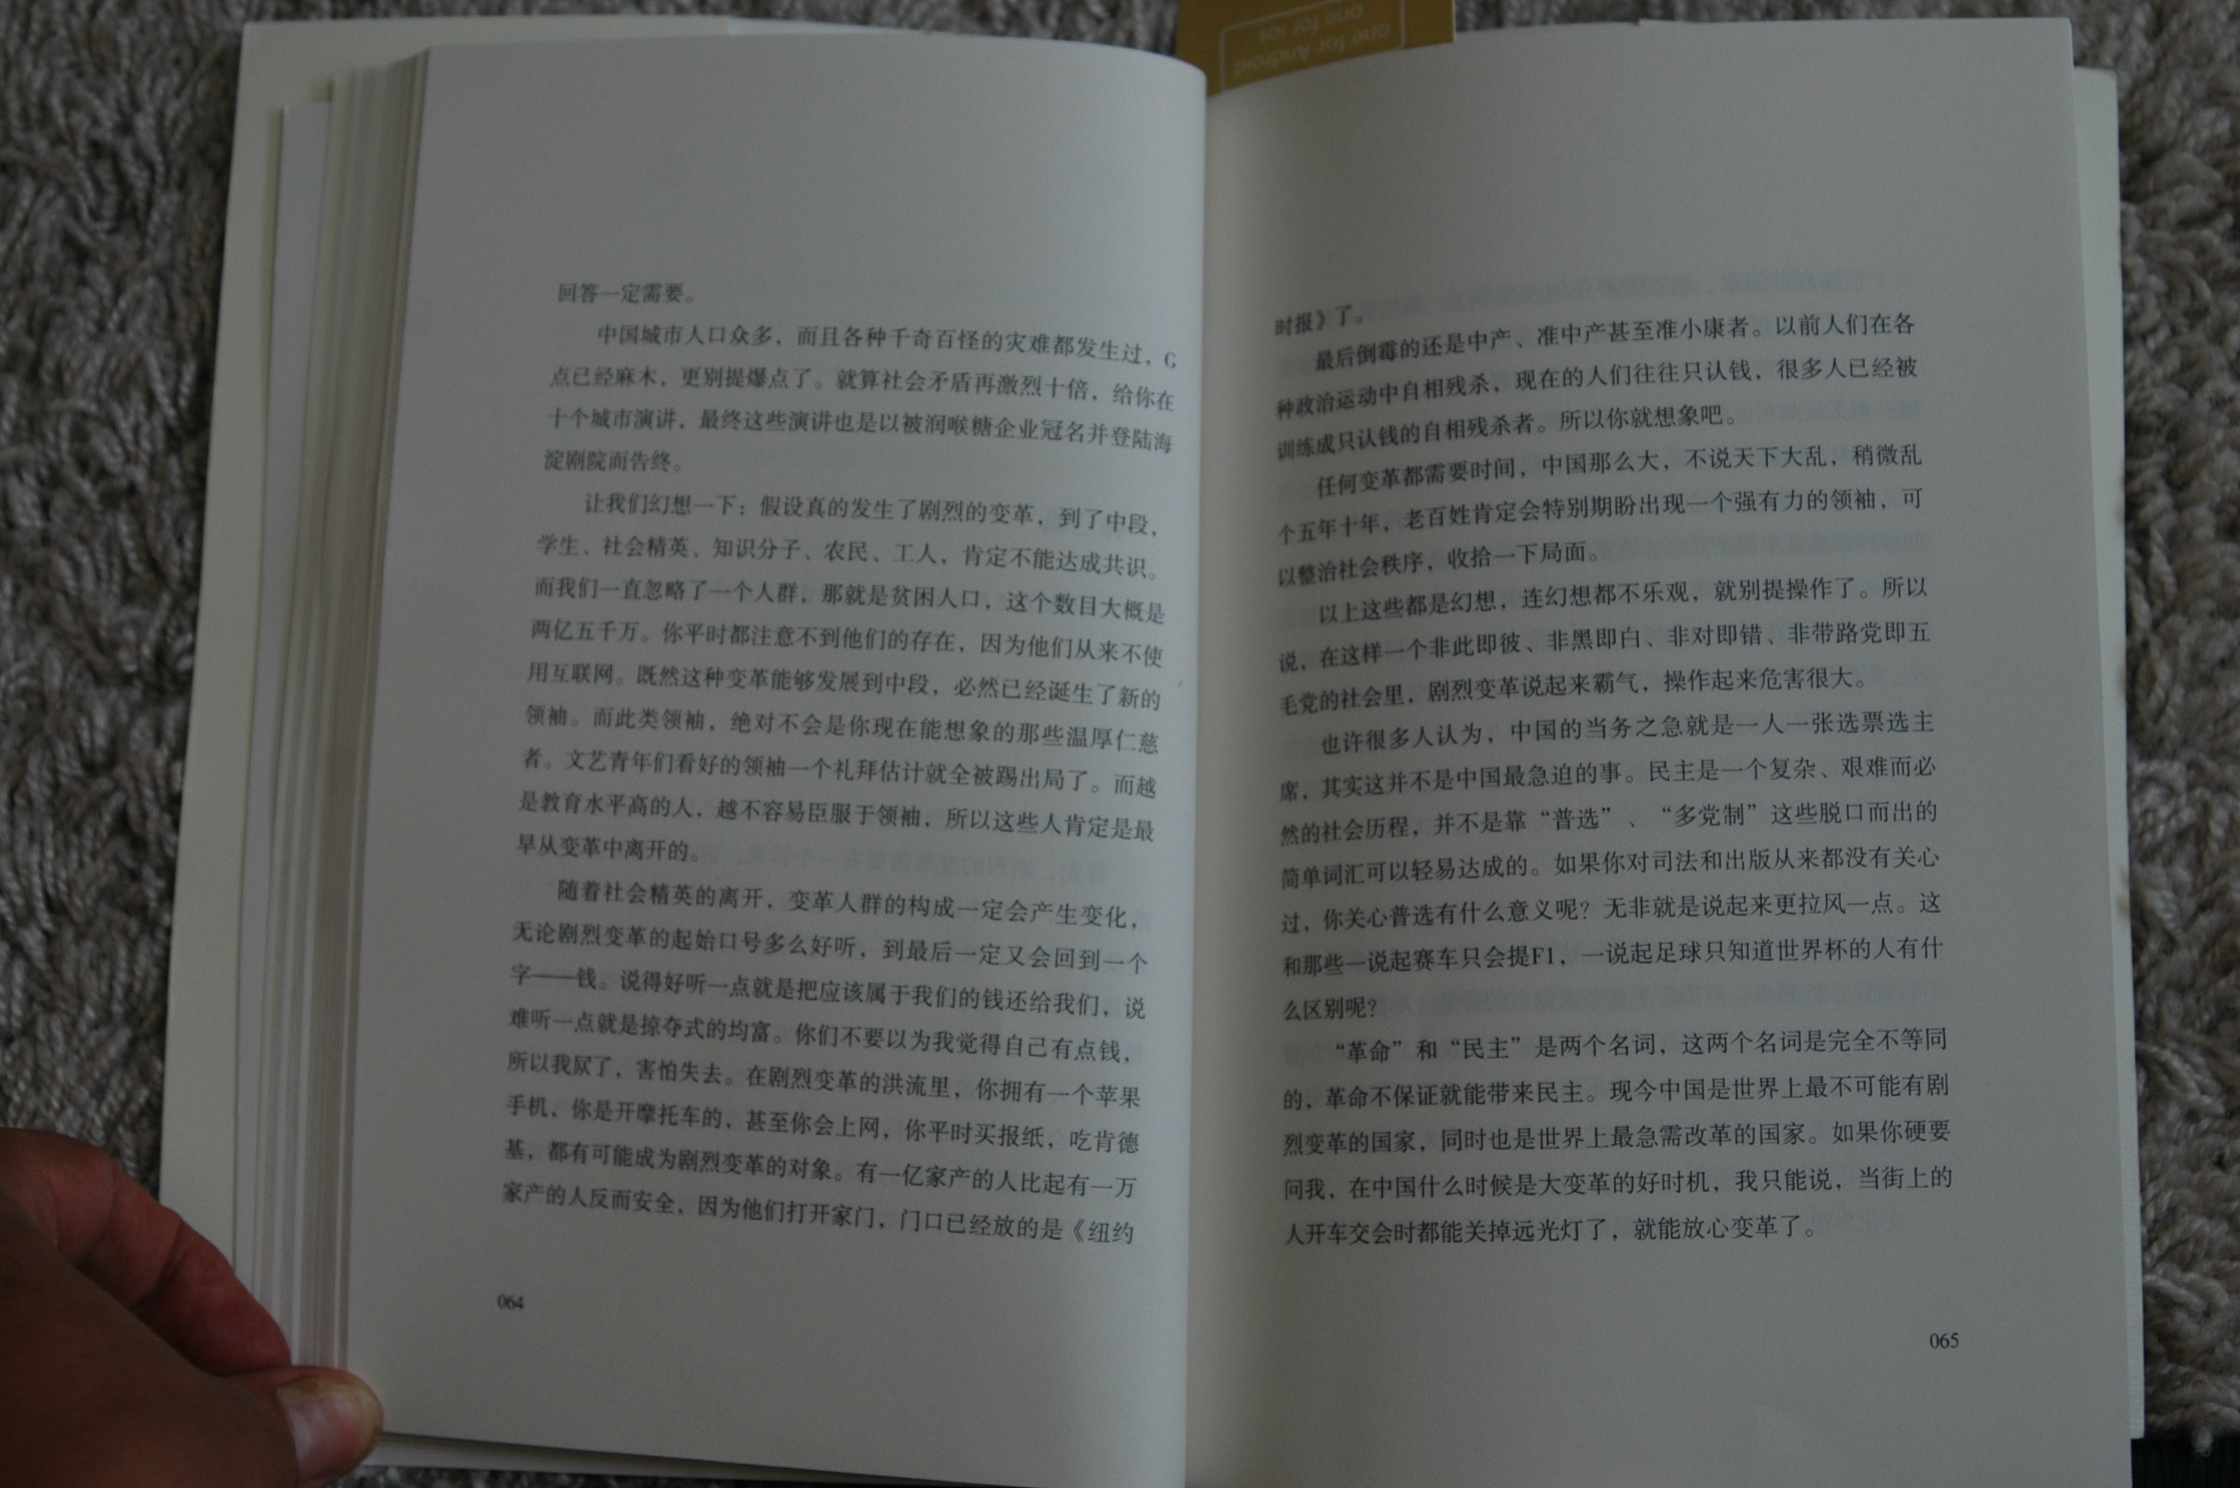 one for Android
one for ios
回答一定需要。
中国城市人口众多，而且各种千奇百怪的灾难都发生过，G
点已经麻木，更别提爆点了。就算社会矛盾再激烈十倍，给你在
十个城市演讲，最终这些演讲也是以被润喉糖企业冠名并登陆海
淀剧院而告终。
让我们幻想一下：假设真的发生了剧烈的变革，到了中段，
学生、社会精英、知识分子、农民、工人，肯定不能达成共识。
而我们一直忽略了一个人群，那就是贫困人口，这个数目大概是
两亿五千万。你平时都注意不到他们的存在，因为他们从来不使
用互联网。既然这种变革能够发展到中段，必然已经诞生了新的
领袖。而此类领袖，绝对不会是你现在能想象的那些温厚仁慈
者。文艺青年们看好的领袖一个礼拜估计就全被踢出局了。而越
是教育水平高的人，越不容易臣服于领袖，所以这些人肯定是最
早从变革中离开的。
随着社会精英的离开，变革人群的构成一定会产生变化，
无论剧烈变革的起始口号多么好听，到最后一定又会回到一个
字——钱。说得好听一点就是把应该属于我们的钱还给我们，说
难听一点就是掠夺式的均富。你们不要以为我觉得自己有点钱，
所以我㞞了，害怕失去。在剧烈变革的洪流里，你拥有一个苹果
手机，你是开摩托车的，甚至你会上网，你平时买报纸，吃肯德
基，都有可能成为剧烈变革的对象。有一亿家产的人比起有一万
家产的人反而安全，因为他们打开家门，门口已经放的是《纽约
064
时报》了。
最后倒霉的还是中产、准中产甚至准小康者。以前人们在各
种政治运动中自相残杀，现在的人们往往只认钱，很多人已经被
训练成只认钱的自相残杀者。所以你就想象吧。
任何变革都需要时间，中国那么大，不说天下大乱，稍微乱
个五年十年，老百姓肯定会特别期盼出现一个强有力的领袖，可
以整治社会秩序，收拾一下局面。
以上这些都是幻想，连幻想都不乐观，就别提操作了。所以
说，在这样一个非此即彼、非黑即白、非对即错、非带路党即五
毛党的社会里，剧烈变革说起来霸气，操作起来危害很大。
也许很多人认为，中国的当务之急就是一人一张选票选主
席，其实这并不是中国最急迫的事。民主是一个复杂、艰难而必
然的社会历程，并不是靠“普选”、“多党制”这些脱口而出的
简单词汇可以轻易达成的。如果你对司法和出版从来都没有关心
过，你关心普选有什么意义呢？无非就是说起来更拉风一点。这
和那些一说起赛车只会提F1，一说起足球只知道世界杯的人有什
么区别呢？
“革命”和“民主”是两个名词，这两个名词是完全不等同
的，革命不保证就能带来民主。现今中国是世界上最不可能有剧
烈变革的国家，同时也是世界上最急需改革的国家。如果你硬要
问我，在中国什么时候是大变革的好时机，我只能说，当街上的
人开车交会时都能关掉远光灯了，就能放心变革了。
065